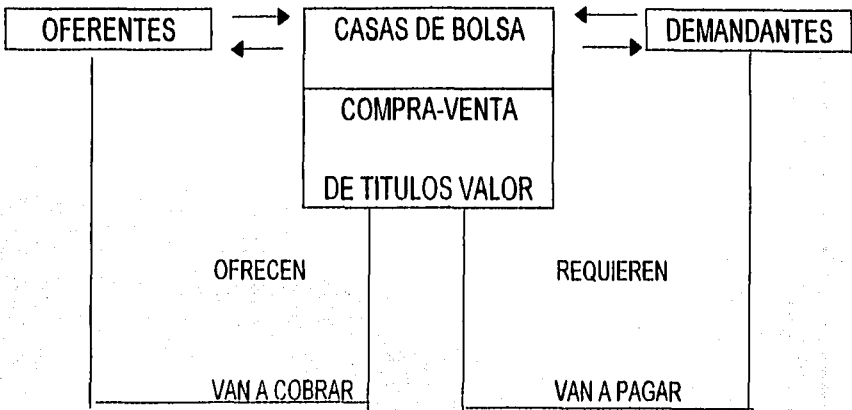 OFERENTES
CASAS DE BOLSA
DEMANDANTES
COMPRA-VENTA
DE TITULOS VALOR
OFRECEN
REQUIEREN
VAN A COBRAR
VAN A PAGAR